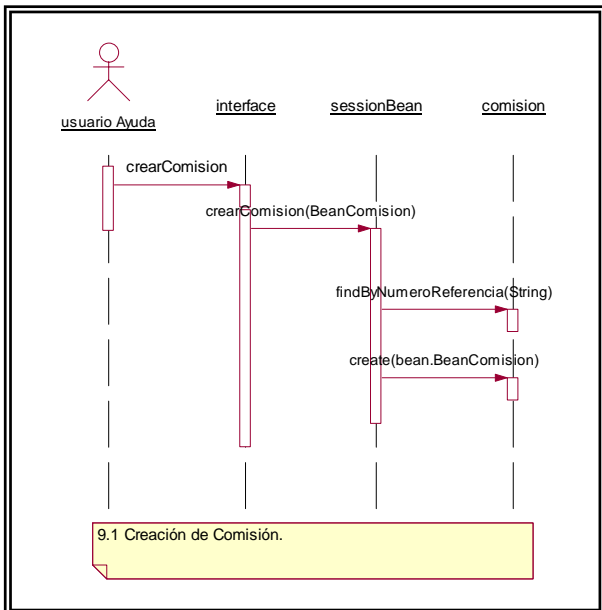 usuario Ayuda
interface
sessionBean
comision
crearComision
crearComision(BeanComision)
findByNumeroReferencia(String)
create(bean.BeanComision)
9.1 Creación de Comisión.